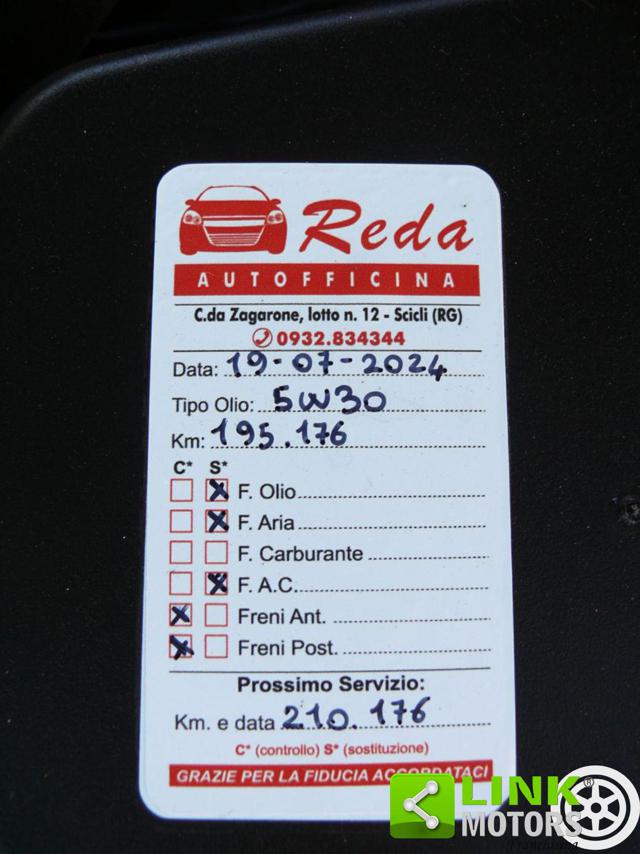 Reda
AUTOFFICINA
C.da Zagarone, lotto n. 12 - Scicli (RG)
0932.834344
Data: 19-07-2024
Tipo Olio: 5W30
Km: 195.176
C* S*
F. Olio
F. Aria
F. Carburante
F. A.C.
Freni Ant.
Freni Post.
Prossimo Servizio:
Km. e data 210.176
C* (controllo) S* (sostituzione)
GRAZIE PER LA FIDUCIA ACCORDATACI
LINK
MOTORS
Franchising